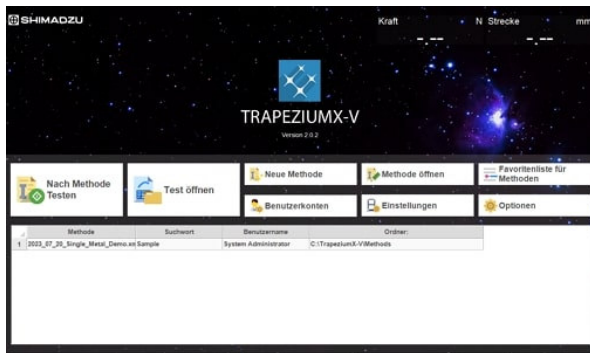 SHIMADZU
Kraft N Strecke mm
-.-- -.--
TRAPEZIUMX-V
Version 2.0.2
Nach Methode
Testen
Test öffnen
Neue Methode
Methode öffnen
Favoritenliste für
Methoden
Benutzerkonten
Einstellungen
Optionen
Methode Suchwort Benutzername Ordner:
1 2023_07_20_Single_Metal_Demo.xm Sample System Administrator C:\TrapeziumX-V\Methods